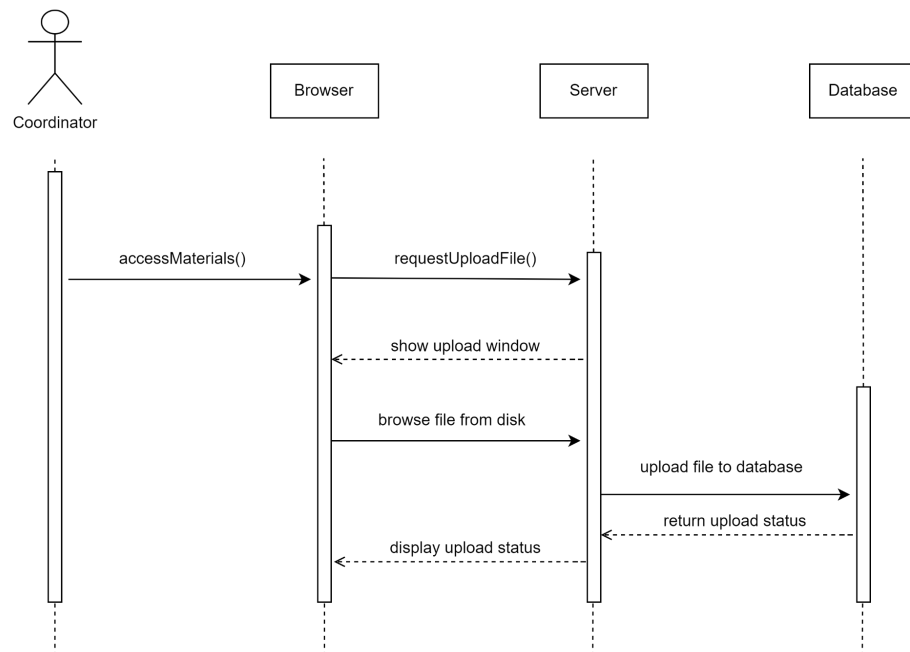 Coordinator
Browser
Server
Database
accessMaterials()
requestUploadFile()
show upload window
browse file from disk
upload file to database
return upload status
display upload status